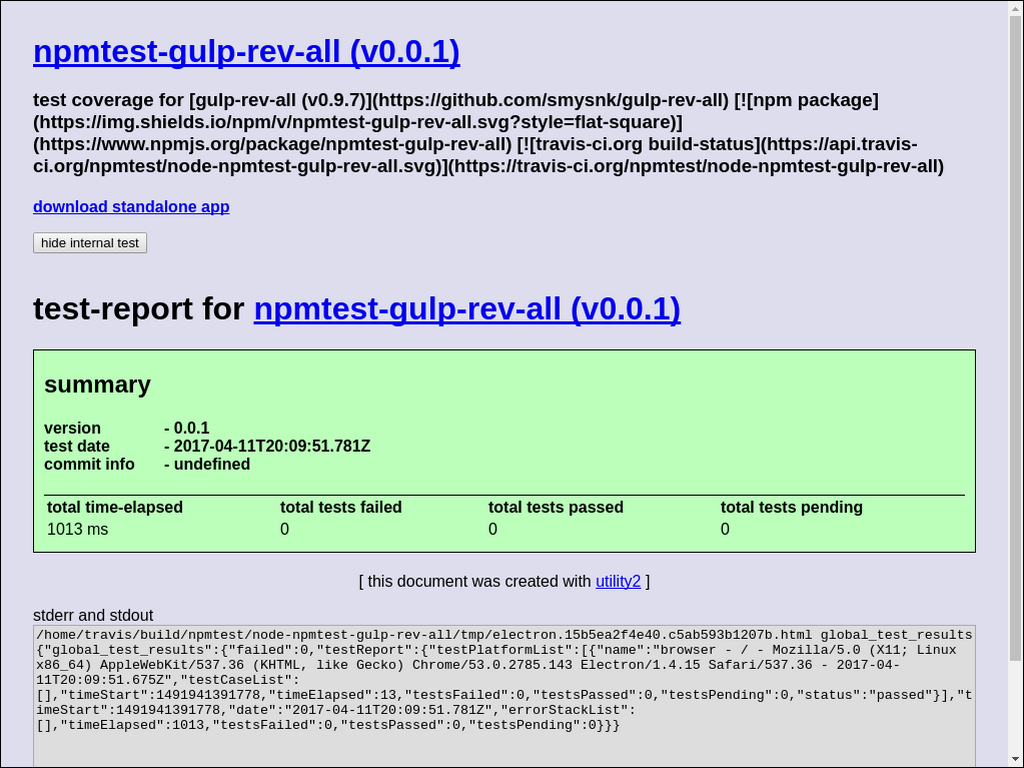 npmtest-gulp-rev-all (v0.0.1)
test coverage for [gulp-rev-all (v0.9.7)](https://github.com/smysnk/gulp-rev-all) [![npm package]
(https://img.shields.io/npm/v/npmtest-gulp-rev-all.svg?style=flat-square)]
(https://www.npmjs.org/package/npmtest-gulp-rev-all) [![travis-ci.org build-status](https://api.travis-
ci.org/npmtest/node-npmtest-gulp-rev-all.svg)](https://travis-ci.org/npmtest/node-npmtest-gulp-rev-all)
download standalone app
hide internal test
test-report for npmtest-gulp-rev-all (v0.0.1)
summary
version - 0.0.1
test date - 2017-04-11T20:09:51.781Z
commit info - undefined
total time-elapsed total tests failed total tests passed total tests pending
1013 ms 0 0 0
[ this document was created with utility2 ]
stderr and stdout
/home/travis/build/npmtest/node-npmtest-gulp-rev-all/tmp/electron.15b5ea2f4e40.c5ab593b1207b.html global_test_results
{"global_test_results":{"failed":0,"testReport":{"testPlatformList":[{"name":"browser - / - Mozilla/5.0 (X11; Linux
x86_64) AppleWebKit/537.36 (KHTML, like Gecko) Chrome/53.0.2785.143 Electron/1.4.15 Safari/537.36 - 2017-04-
11T20:09:51.675Z","testCaseList":
[],"timeStart":1491941391778,"timeElapsed":13,"testsFailed":0,"testsPassed":0,"testsPending":0,"status":"passed"}],"t
imeStart":1491941391778,"date":"2017-04-11T20:09:51.781Z","errorStackList":
[],"timeElapsed":1013,"testsFailed":0,"testsPassed":0,"testsPending":0}}}